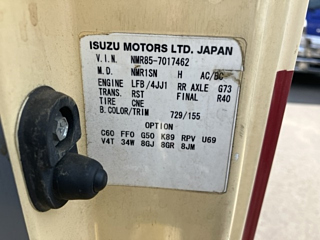 ISUZU MOTORS LTD. JAPAN
V.I.N. NMR85-7017462
M.D. NMR1SN H AC/BC
ENGINE LFB/4JJ1 RR AXLE G73
TRANS. RST FINAL R40
TIRE CNE
B.COLOR/TRIM 729/155
OPTION
C60 FF0 G50 K89 RPV U69
V4T 34W 8GJ 8GR 8JM